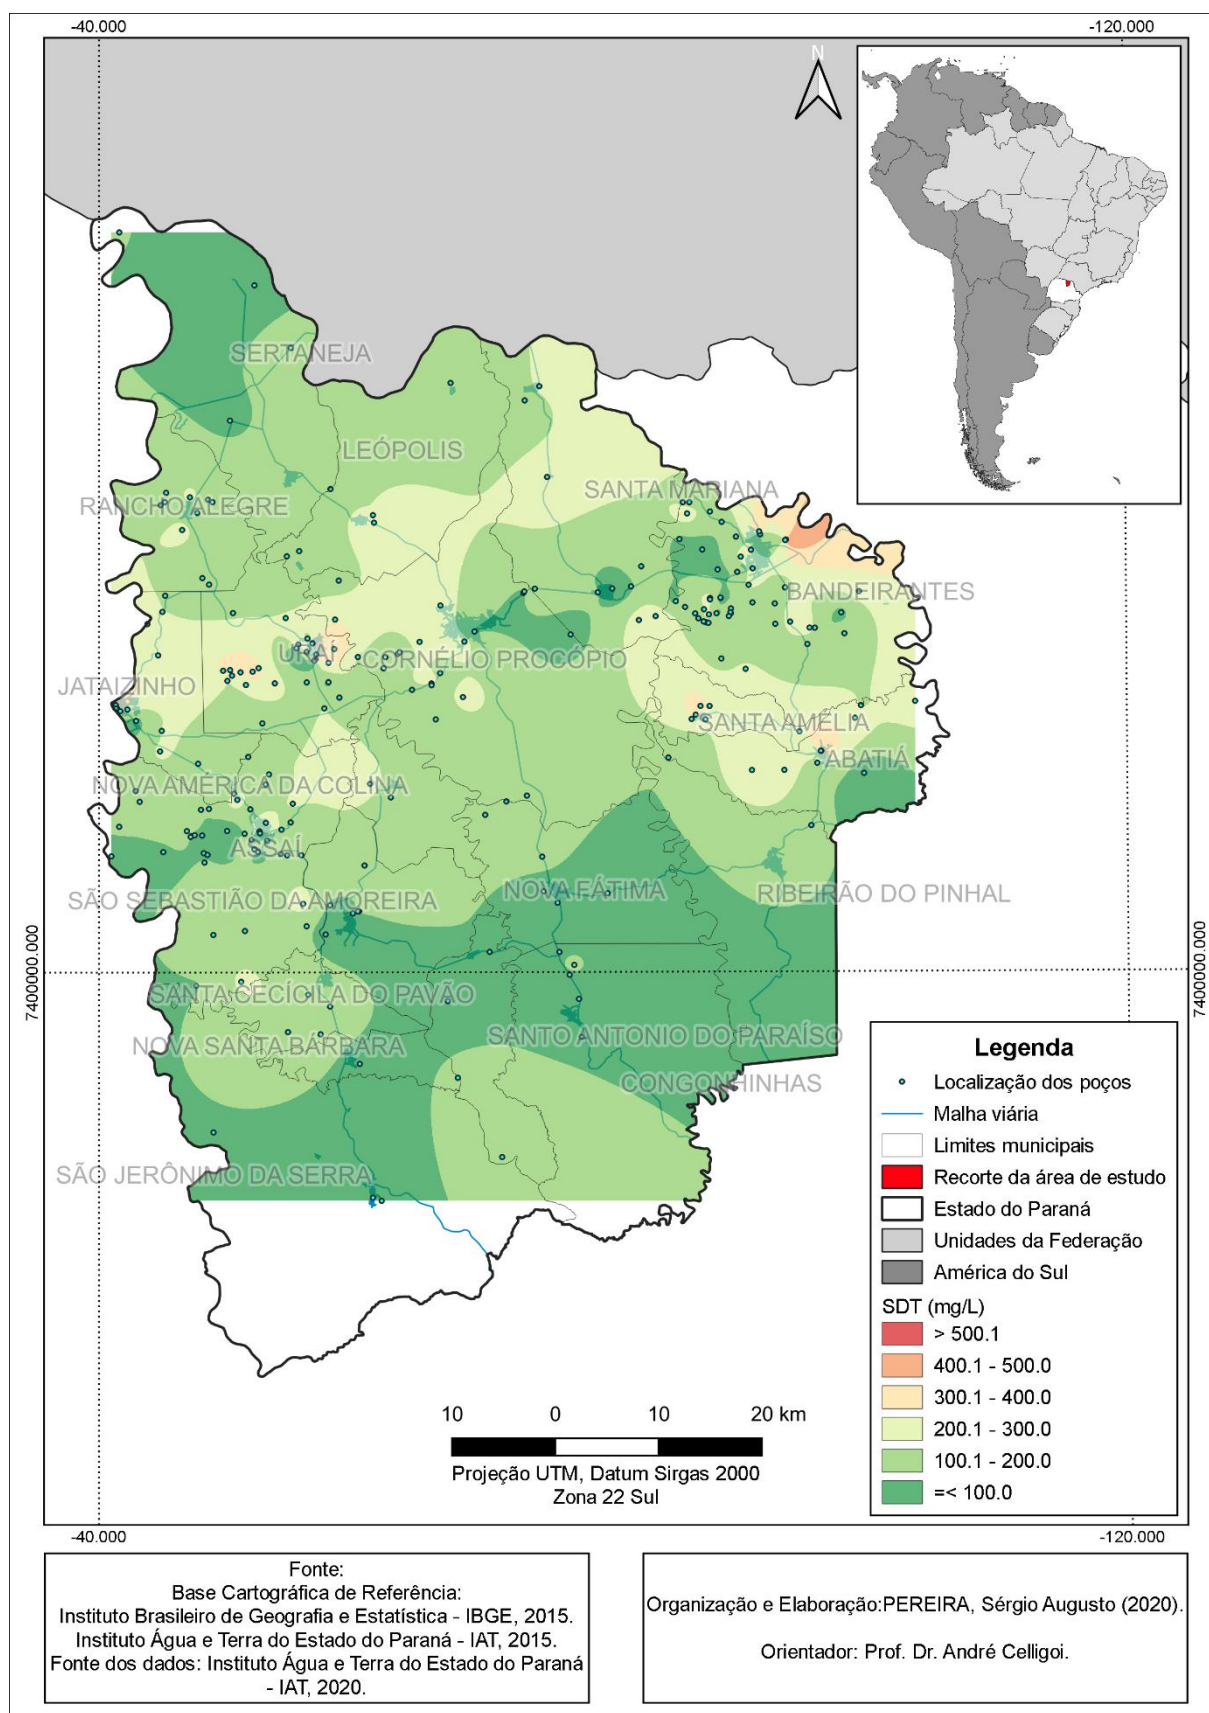 -40.000
-120.000
N
SERTANEJA
LEÓPOLIS
SANTA MARIANA
RANCHO ALEGRE
BANDEIRANTES
URAÍ
CORNÉLIO PROCÓPIO
JATAIZINHO
SANTA AMÉLIA
ABATIÁ
NOVA AMÉRICA DA COLINA
ASSAÍ
SÃO SEBASTIÃO DA AMOREIRA
NOVA FÁTIMA
RIBEIRÃO DO PINHAL
7400000.000
7400000.000
SANTA CECÍOILA DO PAVÃO
NOVA SANTA BÁRBARA
SANTO ANTONIO DO PARAÍSO
CONGONHINHAS
SÃO JERÔNIMO DA SERRA
Legenda
Localização dos poços
Malha viária
Limites municipais
Recorte da área de estudo
Estado do Paraná
Unidades da Federação
América do Sul
SDT (mg/L)
> 500.1
400.1 - 500.0
300.1 - 400.0
200.1 - 300.0
100.1 - 200.0
=< 100.0
10 0 10 20 km
Projeção UTM, Datum Sirgas 2000
Zona 22 Sul
-40.000
-120.000
Fonte:
Base Cartográfica de Referência:
Instituto Brasileiro de Geografia e Estatística - IBGE, 2015.
Instituto Água e Terra do Estado do Paraná - IAT, 2015.
Fonte dos dados: Instituto Água e Terra do Estado do Paraná
- IAT, 2020.
Organização e Elaboração:PEREIRA, Sérgio Augusto (2020).
Orientador: Prof. Dr. André Celligoi.